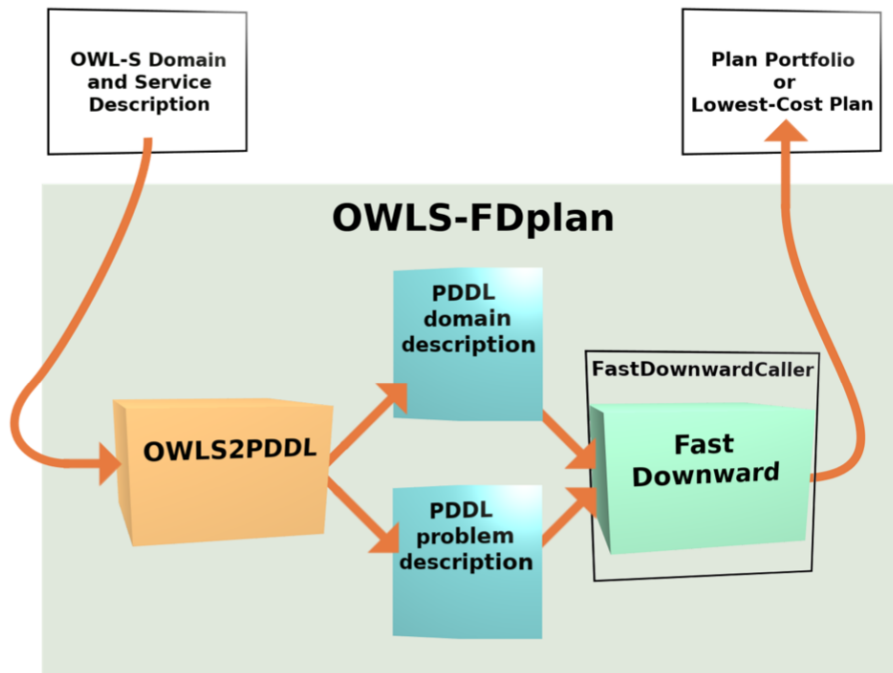 OWL-S Domain
and Service
Description
Plan Portfolio
or
Lowest-Cost Plan
OWLS-FDplan
PDDL
domain
description
FastDownwardCaller
OWLS2PDDL
Fast
Downward
PDDL
problem
description